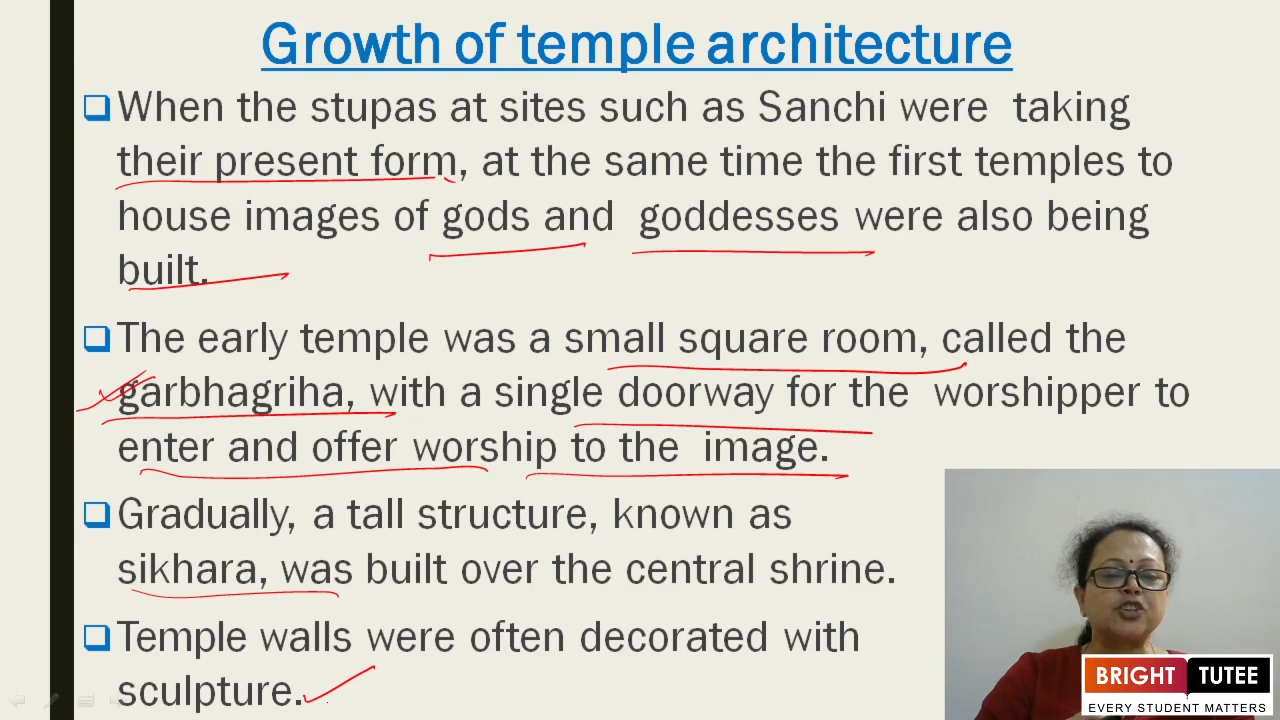 Growth of temple architecture
When the stupas at sites such as Sanchi were taking
their present form, at the same time the first temples to
house images of gods and goddesses were also being
built.
The early temple was a small square room, called the
garbhagriha, with a single doorway for the worshipper to
enter and offer worship to the image.
Gradually, a tall structure, known as
sikhara, was built over the central shrine.
Temple walls were often decorated with
sculpture.
BRIGHT TUTEE
EVERY STUDENT MATTERS